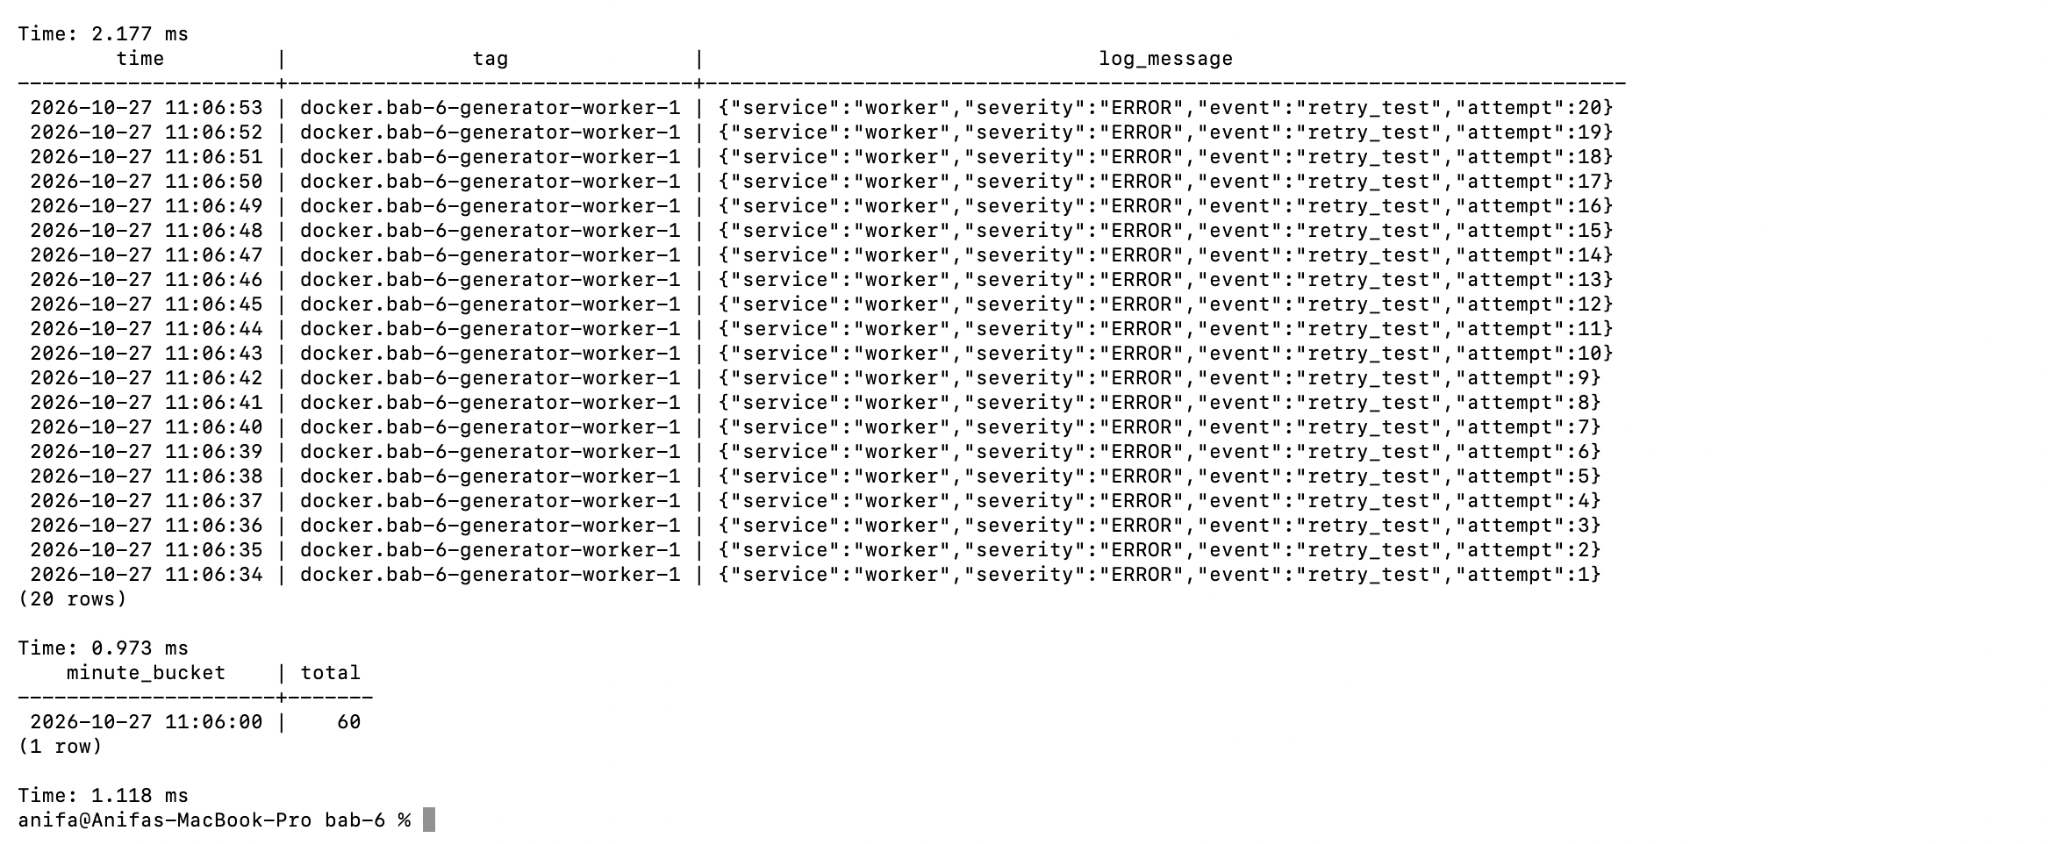 Time: 2.177 ms
        time         |               tag                |                                log_message
---------------------+----------------------------------+---------------------------------------------------------------------------
 2026-10-27 11:06:53 | docker.bab-6-generator-worker-1 | {"service":"worker","severity":"ERROR","event":"retry_test","attempt":20}
 2026-10-27 11:06:52 | docker.bab-6-generator-worker-1 | {"service":"worker","severity":"ERROR","event":"retry_test","attempt":19}
 2026-10-27 11:06:51 | docker.bab-6-generator-worker-1 | {"service":"worker","severity":"ERROR","event":"retry_test","attempt":18}
 2026-10-27 11:06:50 | docker.bab-6-generator-worker-1 | {"service":"worker","severity":"ERROR","event":"retry_test","attempt":17}
 2026-10-27 11:06:49 | docker.bab-6-generator-worker-1 | {"service":"worker","severity":"ERROR","event":"retry_test","attempt":16}
 2026-10-27 11:06:48 | docker.bab-6-generator-worker-1 | {"service":"worker","severity":"ERROR","event":"retry_test","attempt":15}
 2026-10-27 11:06:47 | docker.bab-6-generator-worker-1 | {"service":"worker","severity":"ERROR","event":"retry_test","attempt":14}
 2026-10-27 11:06:46 | docker.bab-6-generator-worker-1 | {"service":"worker","severity":"ERROR","event":"retry_test","attempt":13}
 2026-10-27 11:06:45 | docker.bab-6-generator-worker-1 | {"service":"worker","severity":"ERROR","event":"retry_test","attempt":12}
 2026-10-27 11:06:44 | docker.bab-6-generator-worker-1 | {"service":"worker","severity":"ERROR","event":"retry_test","attempt":11}
 2026-10-27 11:06:43 | docker.bab-6-generator-worker-1 | {"service":"worker","severity":"ERROR","event":"retry_test","attempt":10}
 2026-10-27 11:06:42 | docker.bab-6-generator-worker-1 | {"service":"worker","severity":"ERROR","event":"retry_test","attempt":9}
 2026-10-27 11:06:41 | docker.bab-6-generator-worker-1 | {"service":"worker","severity":"ERROR","event":"retry_test","attempt":8}
 2026-10-27 11:06:40 | docker.bab-6-generator-worker-1 | {"service":"worker","severity":"ERROR","event":"retry_test","attempt":7}
 2026-10-27 11:06:39 | docker.bab-6-generator-worker-1 | {"service":"worker","severity":"ERROR","event":"retry_test","attempt":6}
 2026-10-27 11:06:38 | docker.bab-6-generator-worker-1 | {"service":"worker","severity":"ERROR","event":"retry_test","attempt":5}
 2026-10-27 11:06:37 | docker.bab-6-generator-worker-1 | {"service":"worker","severity":"ERROR","event":"retry_test","attempt":4}
 2026-10-27 11:06:36 | docker.bab-6-generator-worker-1 | {"service":"worker","severity":"ERROR","event":"retry_test","attempt":3}
 2026-10-27 11:06:35 | docker.bab-6-generator-worker-1 | {"service":"worker","severity":"ERROR","event":"retry_test","attempt":2}
 2026-10-27 11:06:34 | docker.bab-6-generator-worker-1 | {"service":"worker","severity":"ERROR","event":"retry_test","attempt":1}
(20 rows)

Time: 0.973 ms
    minute_bucket    | total
---------------------+-------
 2026-10-27 11:06:00 |    60
(1 row)

Time: 1.118 ms
anifa@Anifas-MacBook-Pro bab-6 %